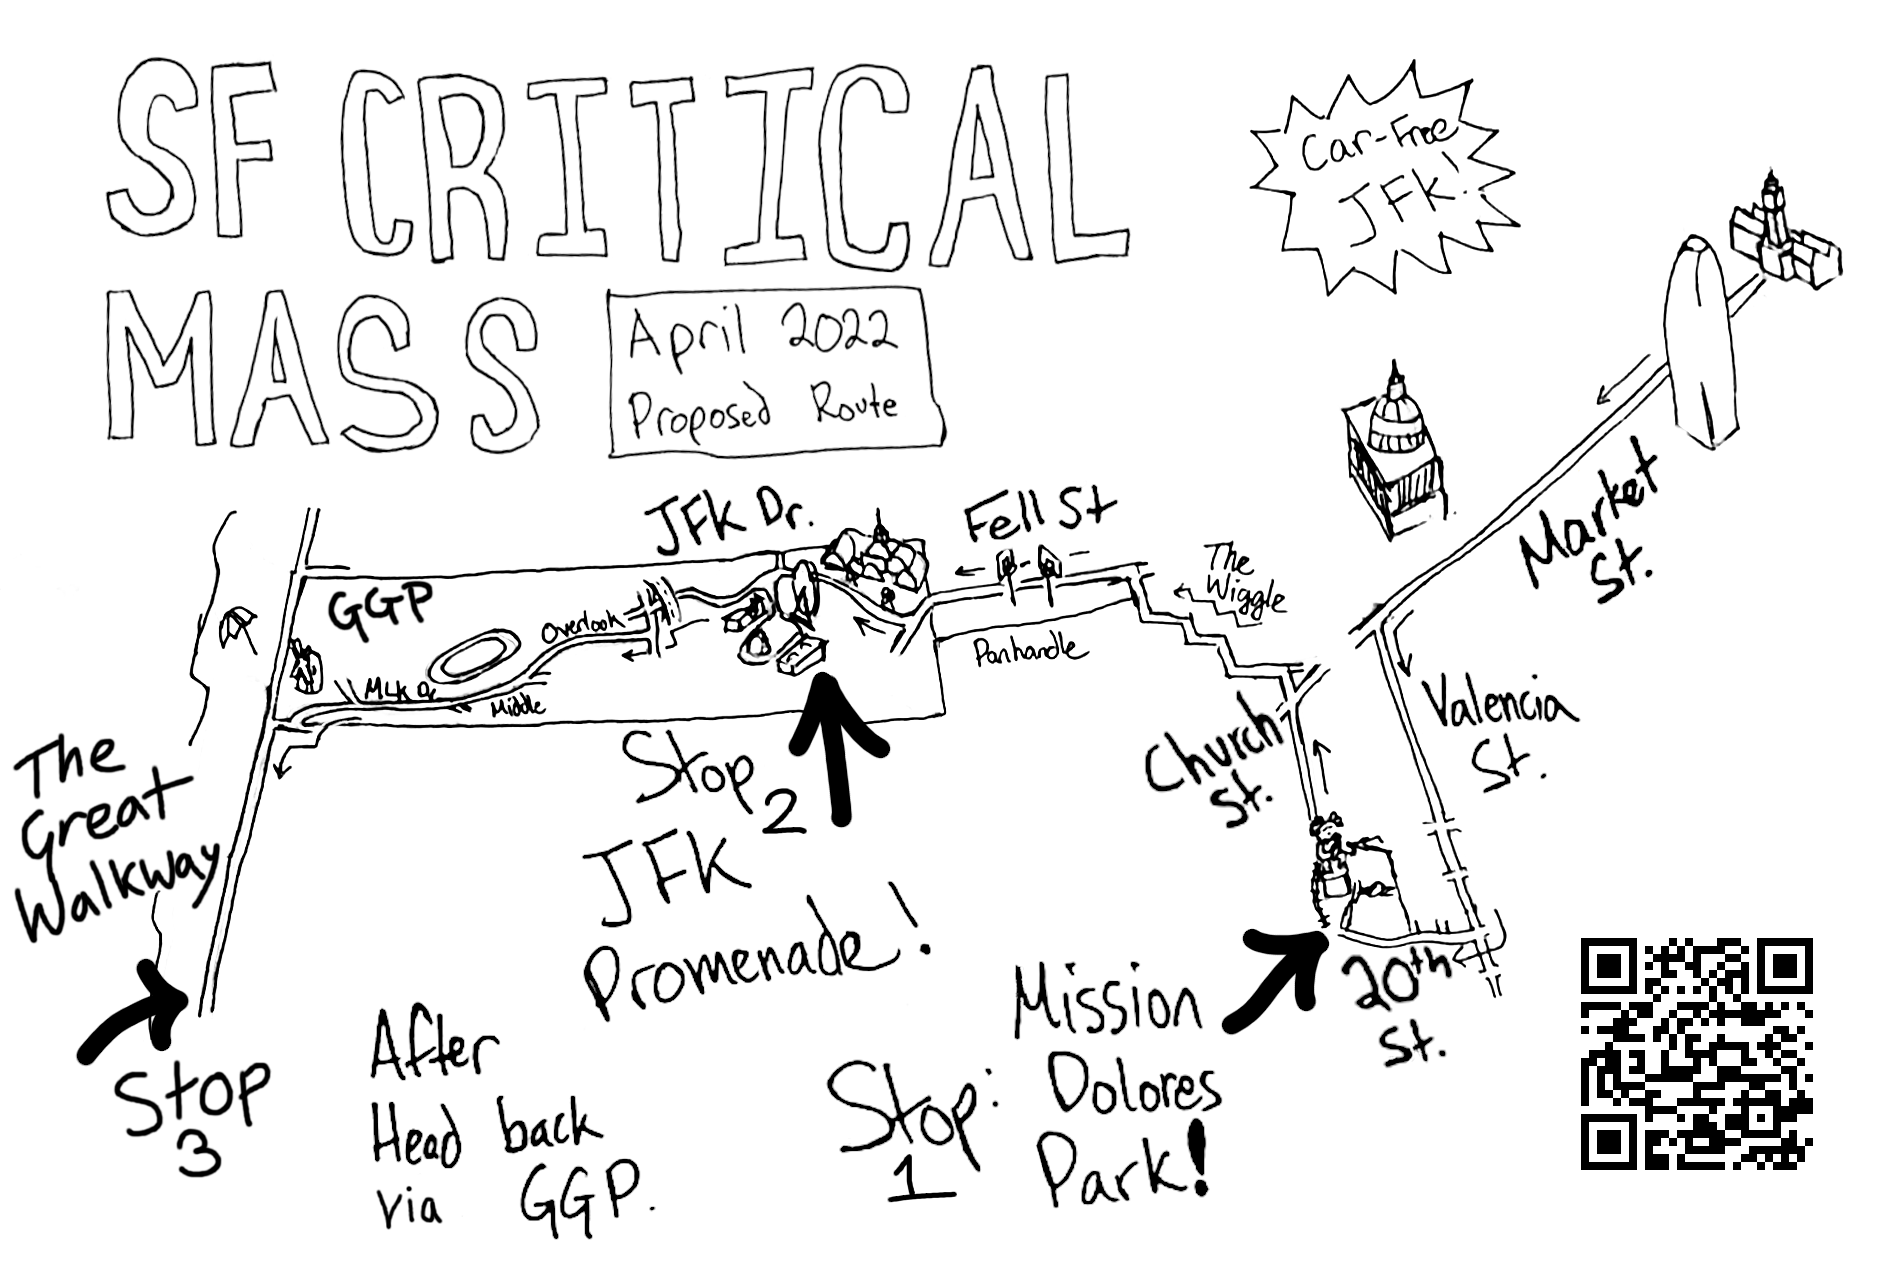 SF CRITICAL
MASS
April 2022
Proposed Route
Car-Free
JFK!
Market
St.
JFK Dr.
Fell St
The
Wiggle
GGP
Overlook
Panhandle
MLK Dr
Middle
Church
St.
Valencia
St.
The
Great
Walkway
Stop
2
JFK
Promenade!
20th
St.
Stop
3
After
Head back
via GGP.
Stop:
1
Mission
Dolores
Park!